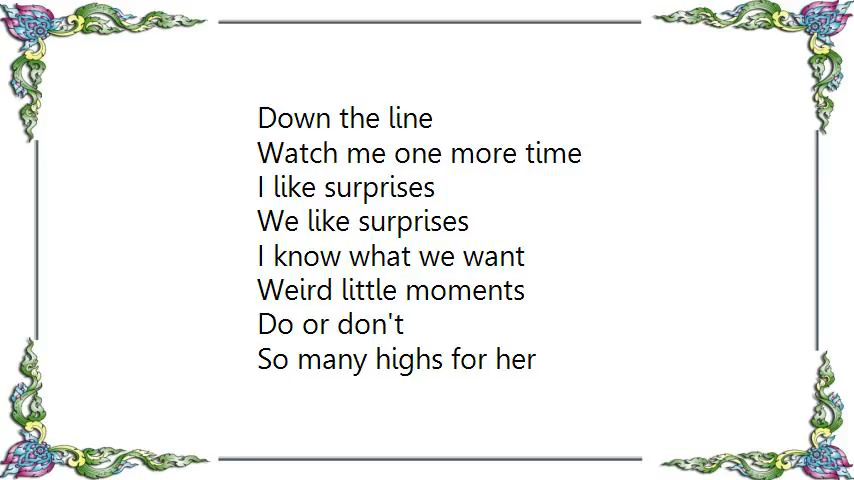 Down the line
Watch me one more time
I like surprises
We like surprises
I know what we want
Weird little moments
Do or don't
So many highs for her